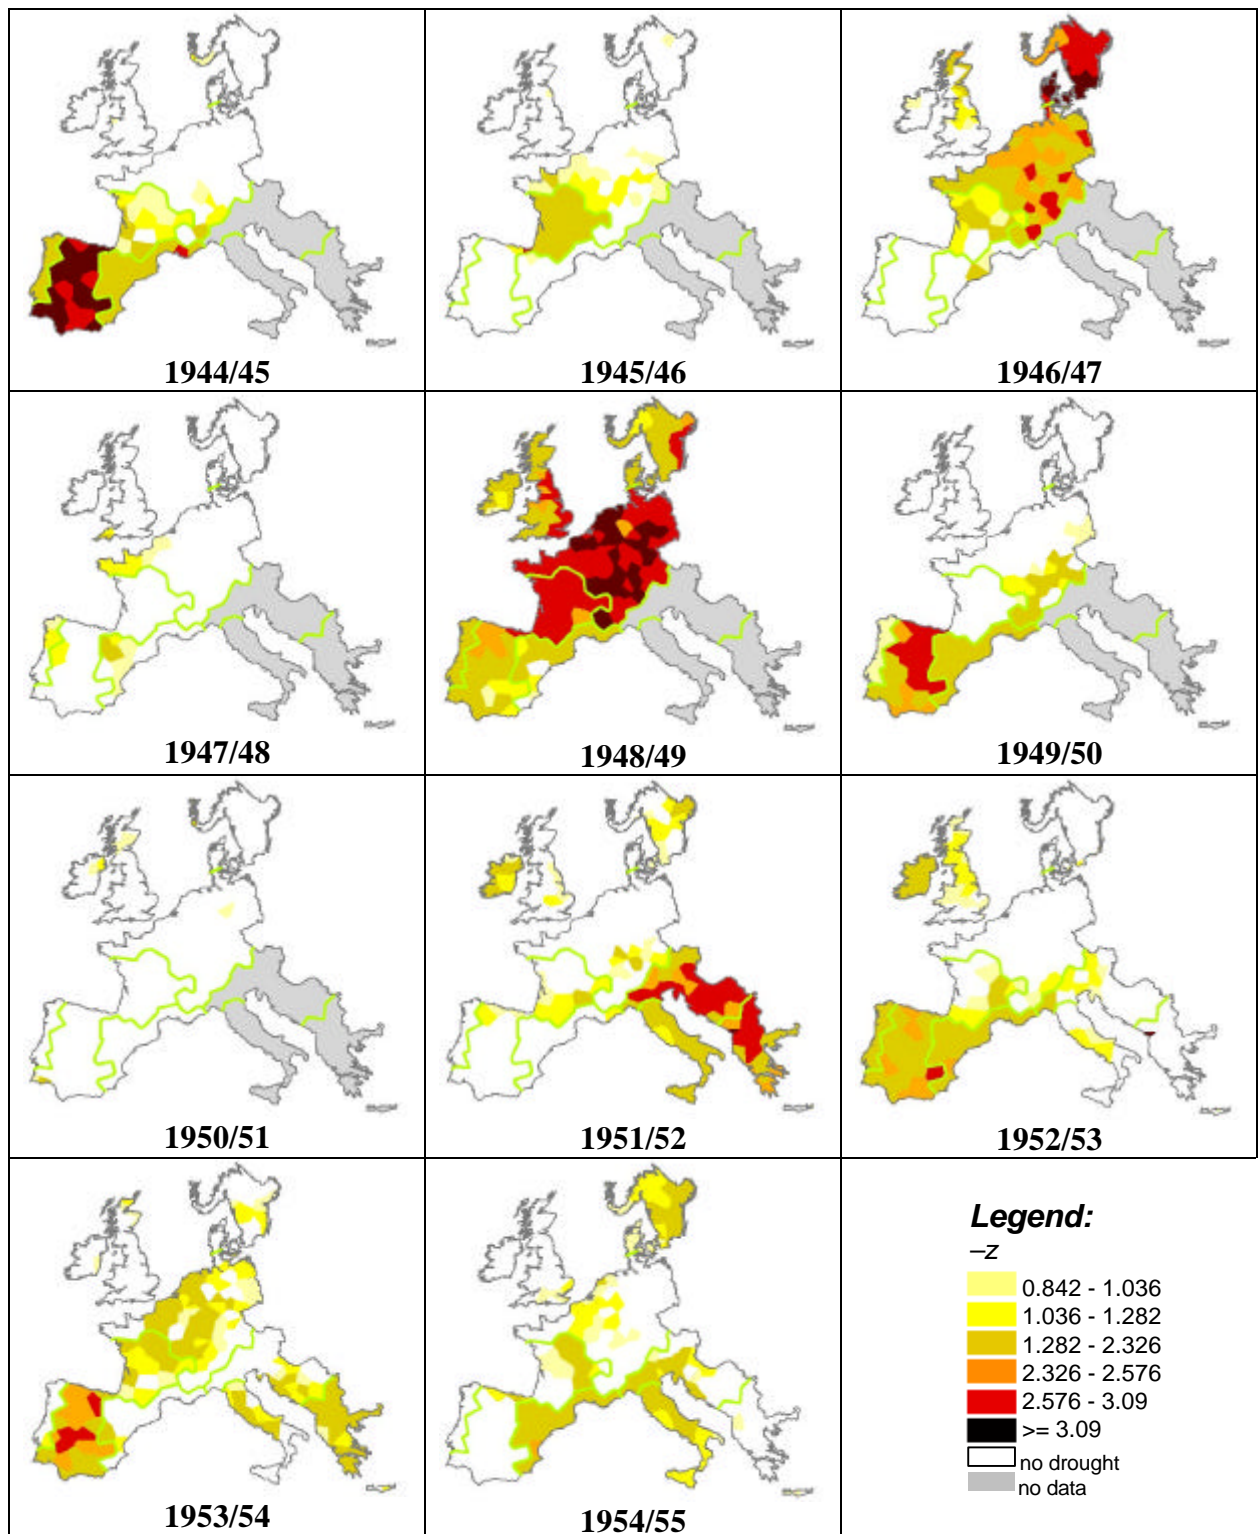 1944/45
1945/46
1946/47
1947/48
1948/49
1949/50
1950/51
1951/52
1952/53
1953/54
1954/55
Legend:
–z
0.842 - 1.036
1.036 - 1.282
1.282 - 2.326
2.326 - 2.576
2.576 - 3.09
>= 3.09
no drought
no data